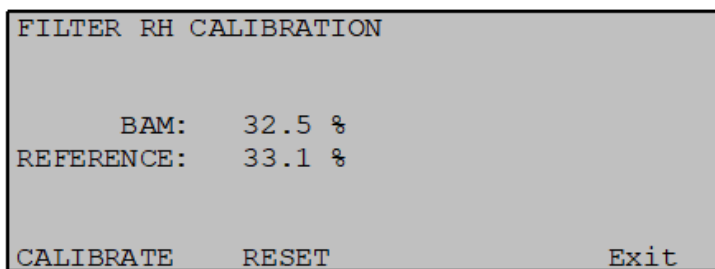 FILTER RH CALIBRATION
BAM: 32.5 %
REFERENCE: 33.1 %
CALIBRATE RESET Exit